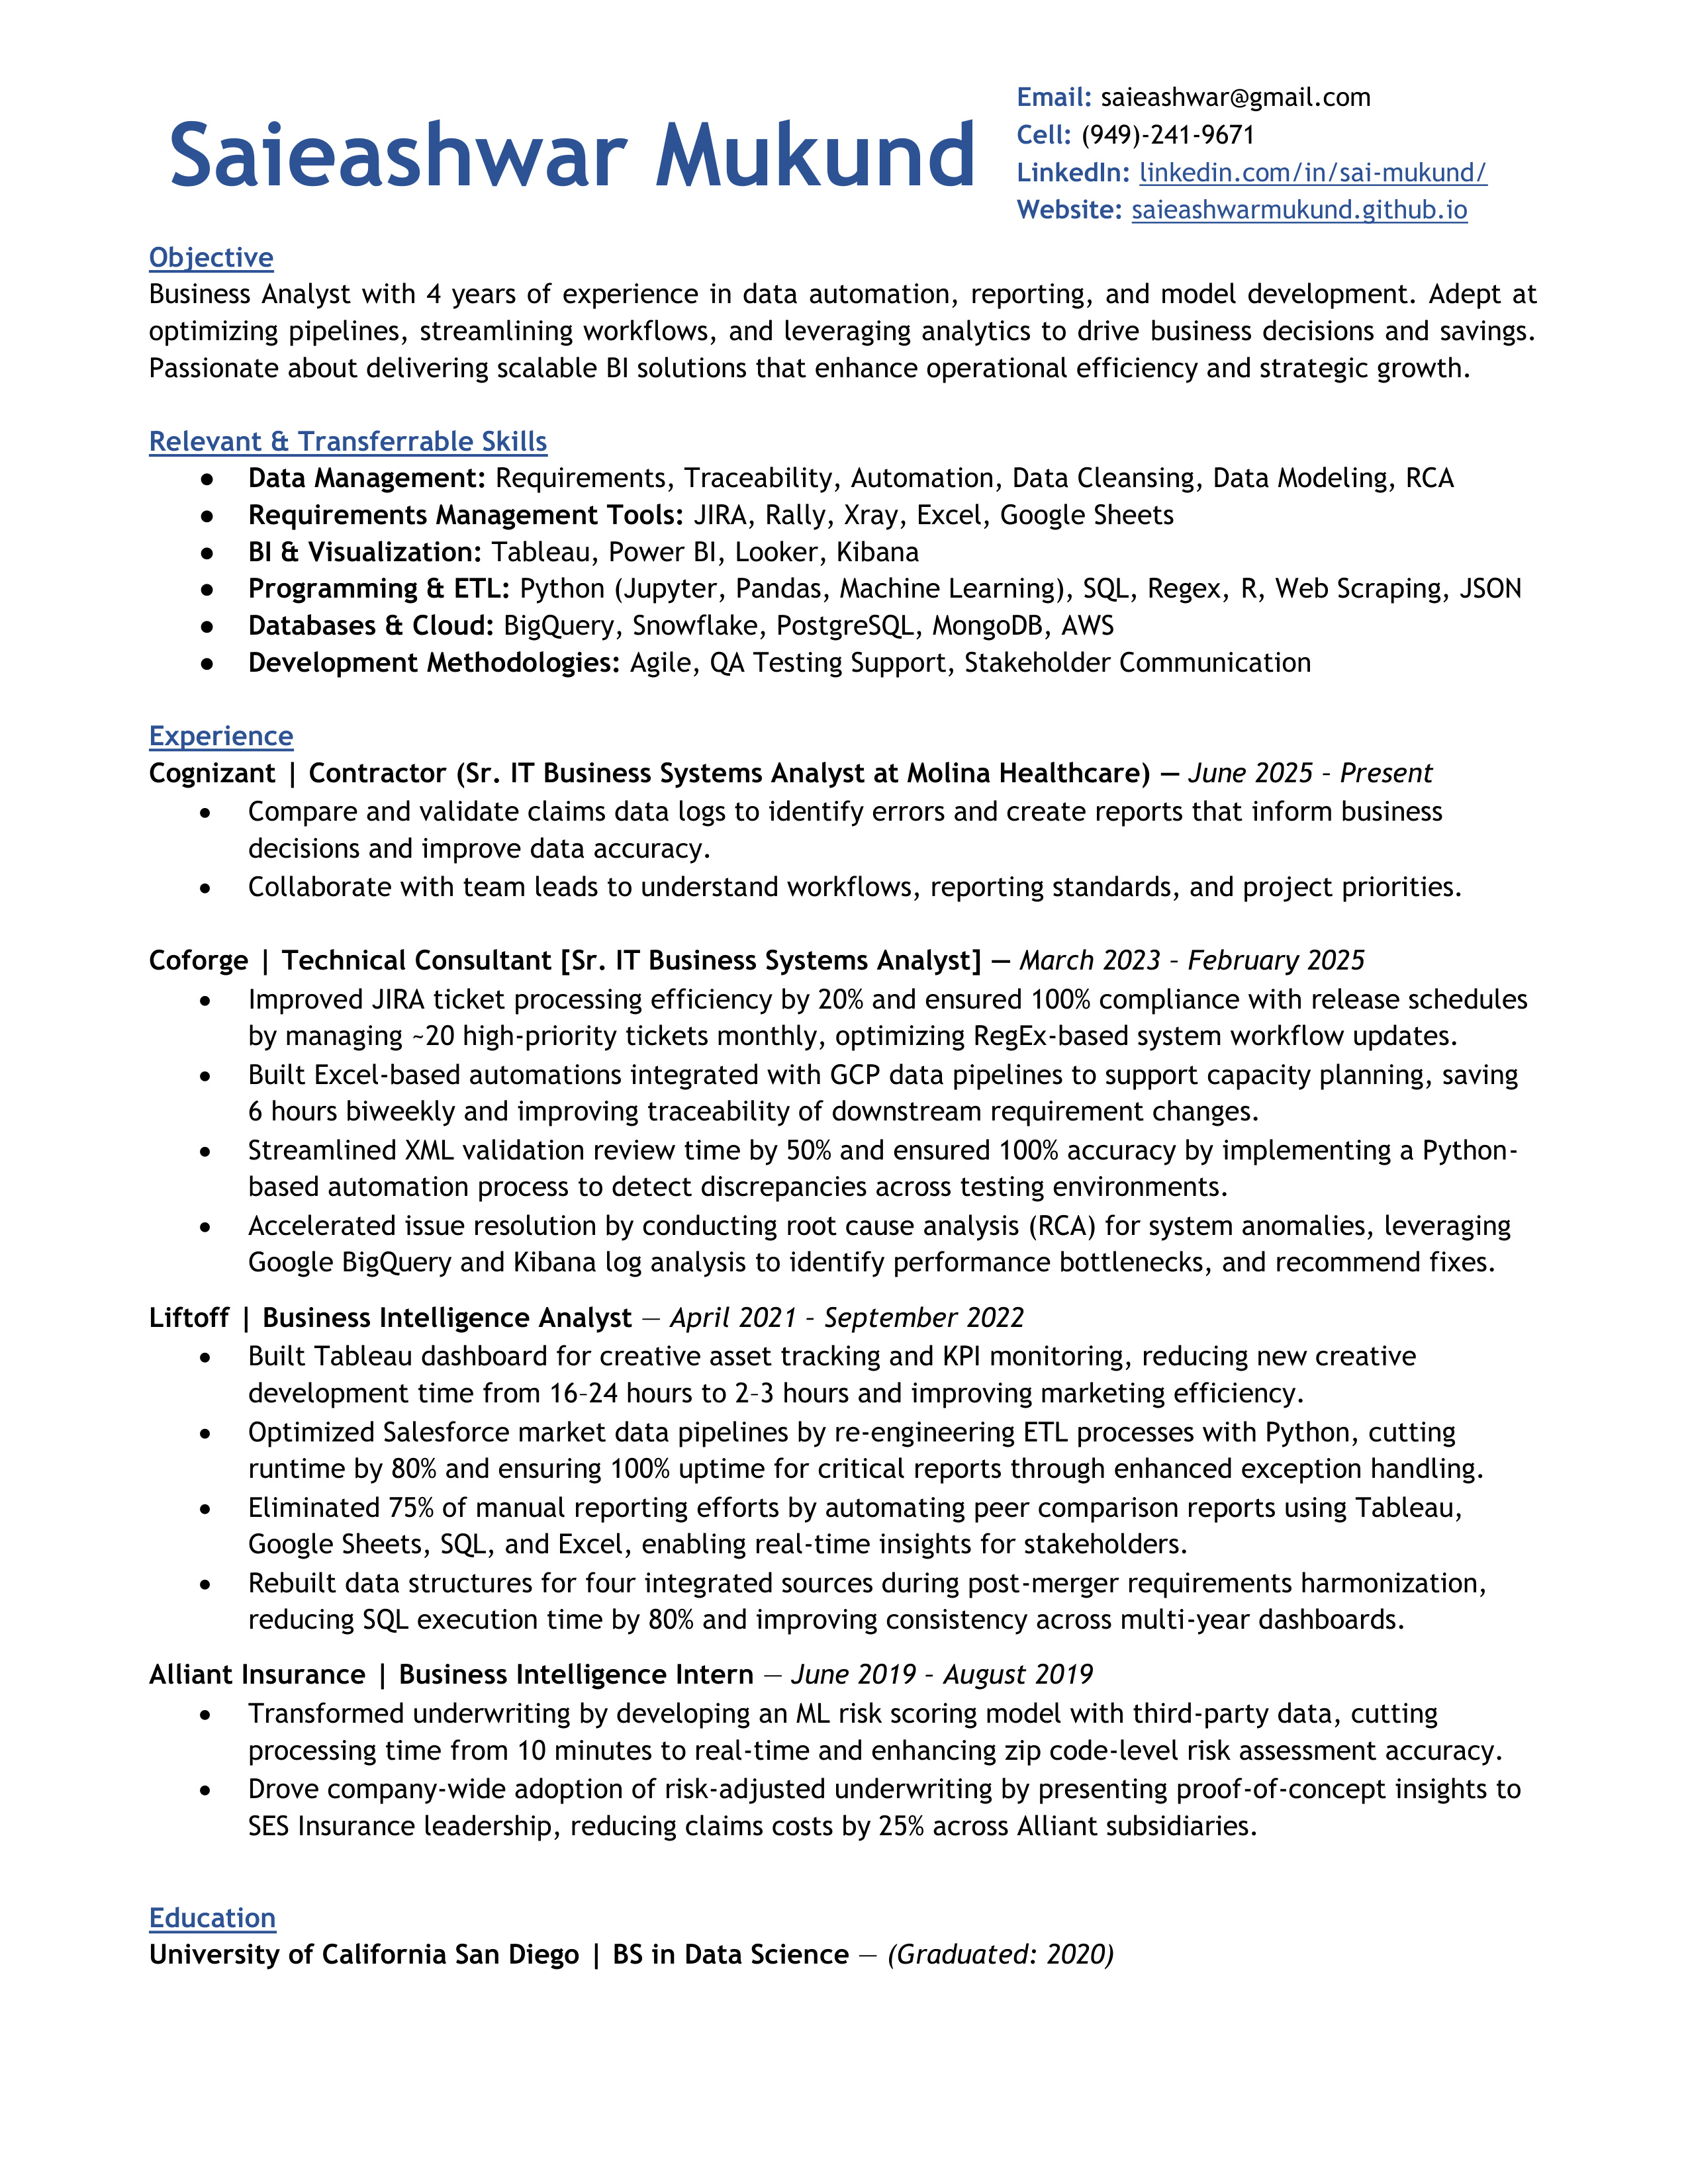 Saieashwar Mukund
Email: saieashwar@gmail.com
Cell: (949)-241-9671
LinkedIn: linkedin.com/in/sai-mukund/
Website: saieashwarmukund.github.io
Objective
Business Analyst with 4 years of experience in data automation, reporting, and model development. Adept at
optimizing pipelines, streamlining workflows, and leveraging analytics to drive business decisions and savings.
Passionate about delivering scalable BI solutions that enhance operational efficiency and strategic growth.
Relevant & Transferrable Skills
● Data Management: Requirements, Traceability, Automation, Data Cleansing, Data Modeling, RCA
● Requirements Management Tools: JIRA, Rally, Xray, Excel, Google Sheets
● BI & Visualization: Tableau, Power BI, Looker, Kibana
● Programming & ETL: Python (Jupyter, Pandas, Machine Learning), SQL, Regex, R, Web Scraping, JSON
● Databases & Cloud: BigQuery, Snowflake, PostgreSQL, MongoDB, AWS
● Development Methodologies: Agile, QA Testing Support, Stakeholder Communication
Experience
Cognizant | Contractor (Sr. IT Business Systems Analyst at Molina Healthcare) — June 2025 – Present
• Compare and validate claims data logs to identify errors and create reports that inform business
decisions and improve data accuracy.
• Collaborate with team leads to understand workflows, reporting standards, and project priorities.
Coforge | Technical Consultant [Sr. IT Business Systems Analyst] — March 2023 – February 2025
• Improved JIRA ticket processing efficiency by 20% and ensured 100% compliance with release schedules
by managing ~20 high-priority tickets monthly, optimizing RegEx-based system workflow updates.
• Built Excel-based automations integrated with GCP data pipelines to support capacity planning, saving
6 hours biweekly and improving traceability of downstream requirement changes.
• Streamlined XML validation review time by 50% and ensured 100% accuracy by implementing a Python-
based automation process to detect discrepancies across testing environments.
• Accelerated issue resolution by conducting root cause analysis (RCA) for system anomalies, leveraging
Google BigQuery and Kibana log analysis to identify performance bottlenecks, and recommend fixes.
Liftoff | Business Intelligence Analyst — April 2021 – September 2022
• Built Tableau dashboard for creative asset tracking and KPI monitoring, reducing new creative
development time from 16–24 hours to 2–3 hours and improving marketing efficiency.
• Optimized Salesforce market data pipelines by re-engineering ETL processes with Python, cutting
runtime by 80% and ensuring 100% uptime for critical reports through enhanced exception handling.
• Eliminated 75% of manual reporting efforts by automating peer comparison reports using Tableau,
Google Sheets, SQL, and Excel, enabling real-time insights for stakeholders.
• Rebuilt data structures for four integrated sources during post-merger requirements harmonization,
reducing SQL execution time by 80% and improving consistency across multi-year dashboards.
Alliant Insurance | Business Intelligence Intern — June 2019 – August 2019
• Transformed underwriting by developing an ML risk scoring model with third-party data, cutting
processing time from 10 minutes to real-time and enhancing zip code-level risk assessment accuracy.
• Drove company-wide adoption of risk-adjusted underwriting by presenting proof-of-concept insights to
SES Insurance leadership, reducing claims costs by 25% across Alliant subsidiaries.
Education
University of California San Diego | BS in Data Science — (Graduated: 2020)